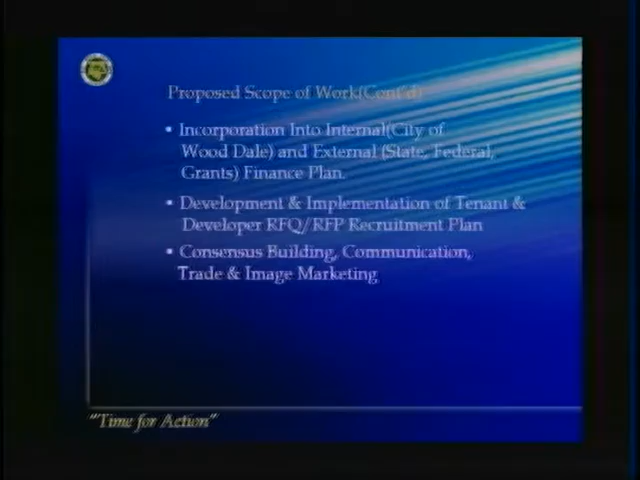 Proposed Scope of Work(Cont'd)
• Incorporation Into Internal(City of
Wood Dale) and External (State, Federal,
Grants) Finance Plan.
• Development & Implementation of Tenant &
Developer RFQ/RFP Recruitment Plan
• Consensus Building, Communication,
Trade & Image Marketing
"Time for Action"